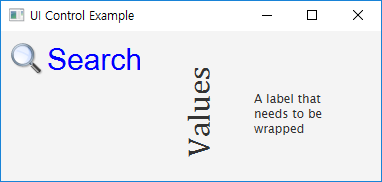 UI Control Example
Search
Values
A label that
needs to be
wrapped